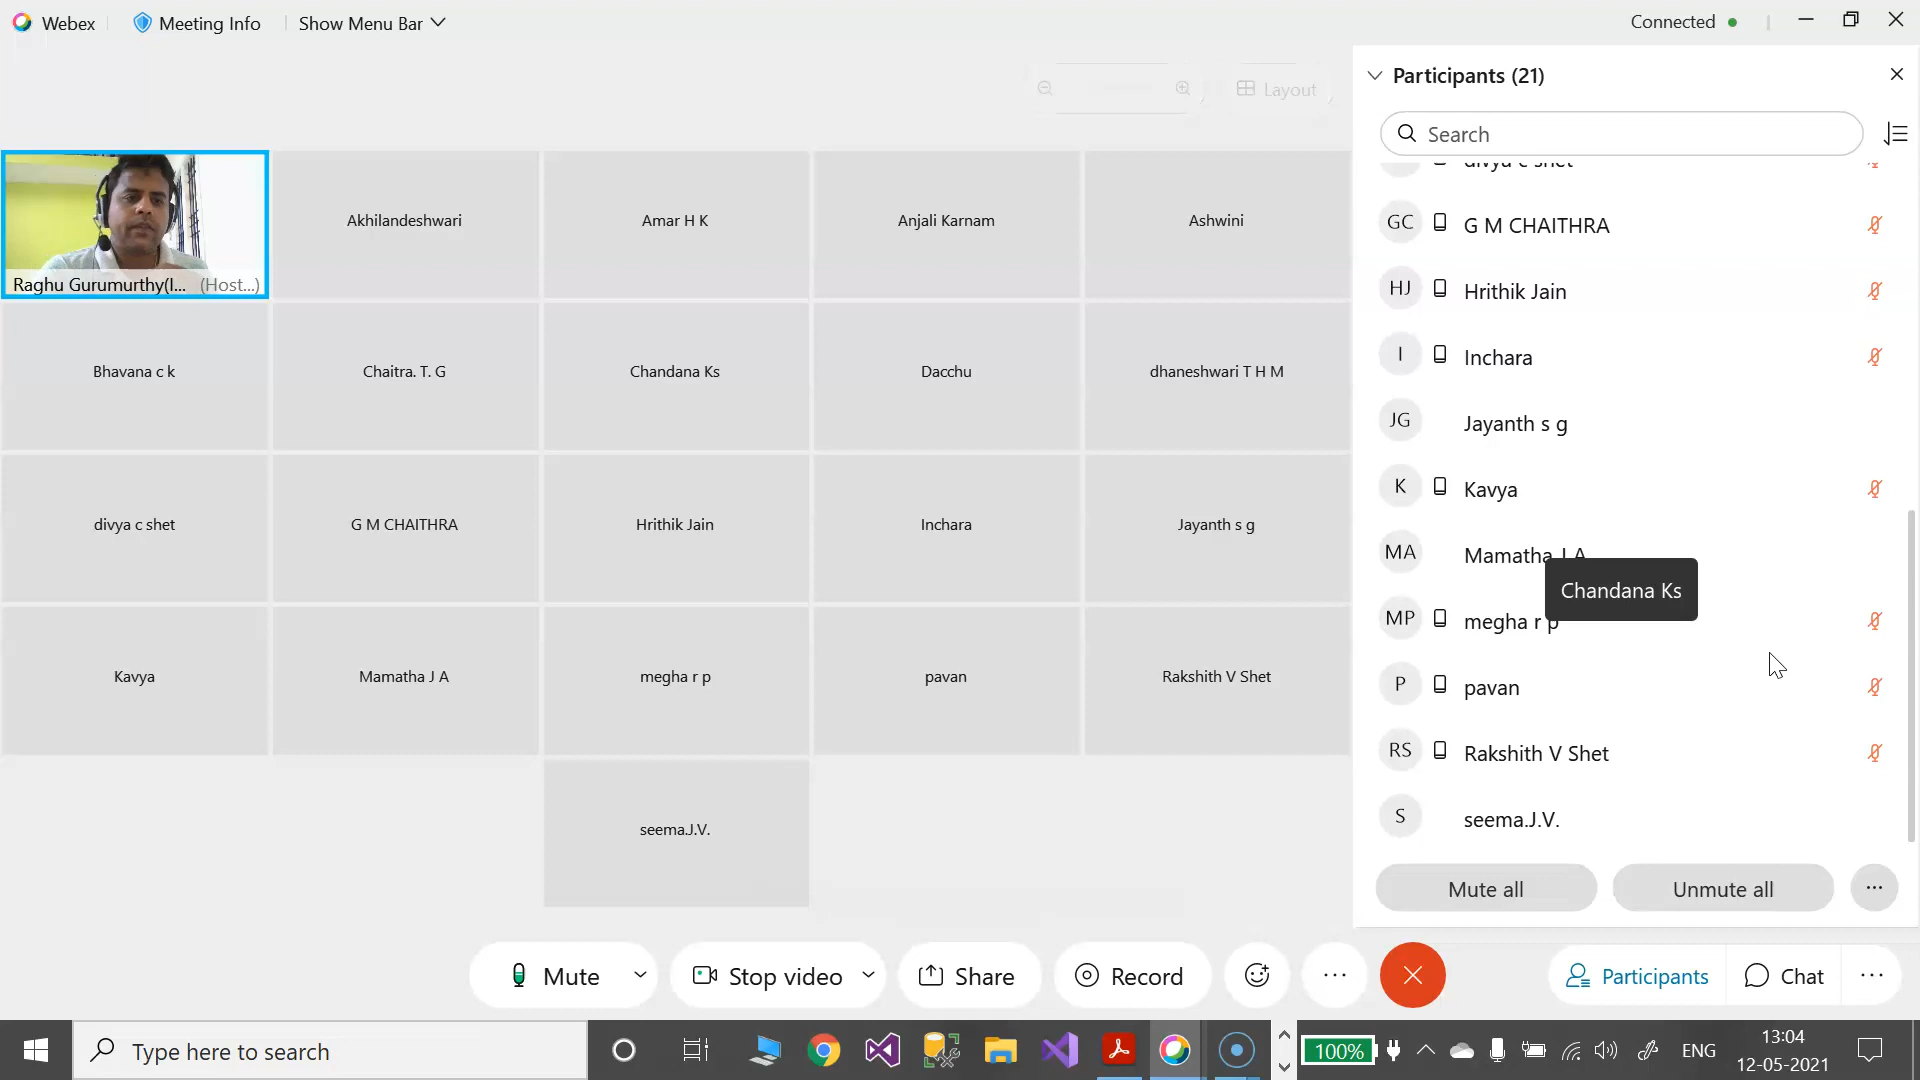 Webex
Meeting Info
Show Menu Bar
Connected
Participants (21)
Layout
Search
divya c shet
GC G M CHAITHRA
HJ Hrithik Jain
I Inchara
JG Jayanth s g
K Kavya
MA Mamatha J A
Chandana Ks
MP megha r p
P pavan
RS Rakshith V Shet
S seema.J.V.
Mute all
Unmute all
Raghu Gurumurthy(I... (Host...)
Akhilandeshwari
Amar H K
Anjali Karnam
Ashwini
Bhavana c k
Chaitra. T. G
Chandana Ks
Dacchu
dhaneshwari T H M
divya c shet
G M CHAITHRA
Hrithik Jain
Inchara
Jayanth s g
Kavya
Mamatha J A
megha r p
pavan
Rakshith V Shet
seema.J.V.
Mute
Stop video
Share
Record
Participants
Chat
Type here to search
100%
ENG
13:04
12-05-2021